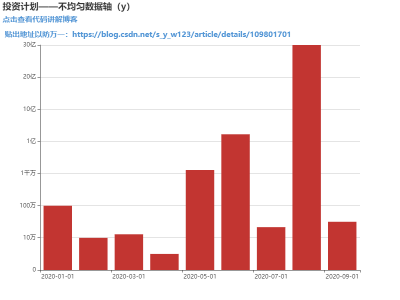 投资计划——不均匀数据轴（y）
点击查看代码讲解博客
贴出地址以防万一：https://blog.csdn.net/s_y_w123/article/details/109801701
30亿
10亿
1亿
1千万
100万
10万
0
2020-01-01 2020-03-01 2020-05-01 2020-07-01 2020-09-01